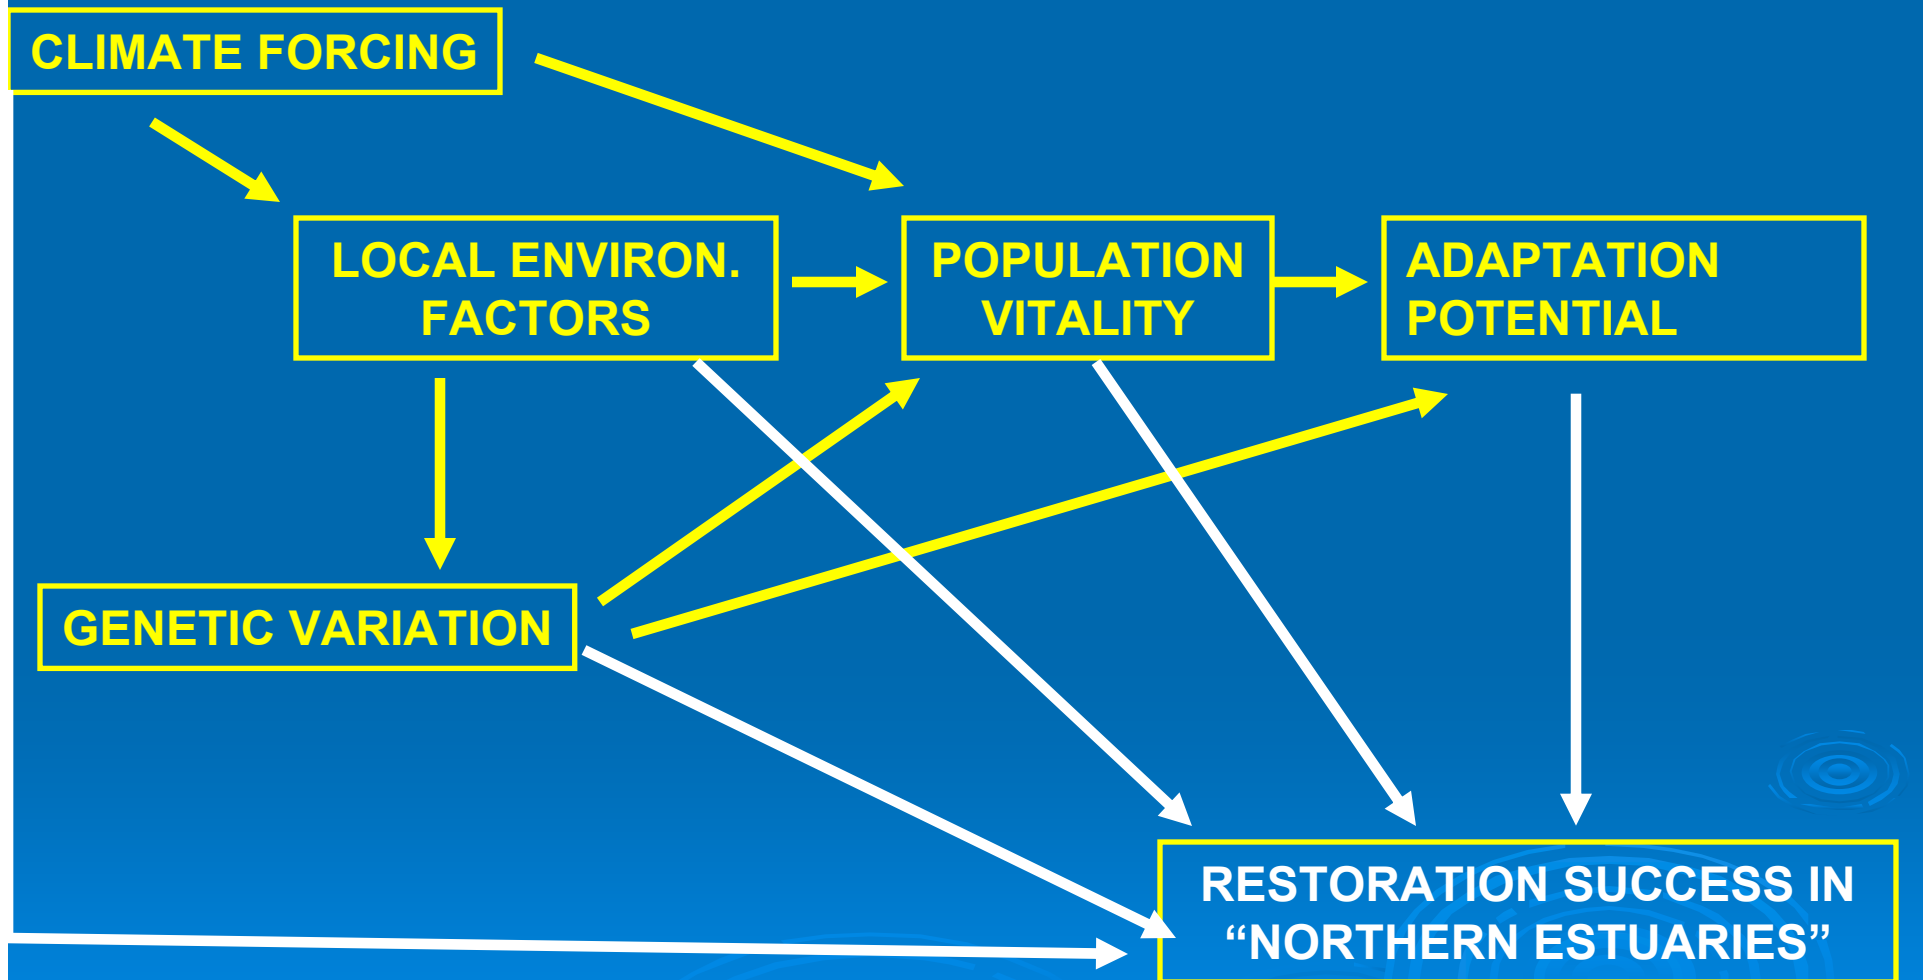 CLIMATE FORCING
LOCAL ENVIRON.
FACTORS
POPULATION
VITALITY
ADAPTATION
POTENTIAL
GENETIC VARIATION
RESTORATION SUCCESS IN
“NORTHERN ESTUARIES”